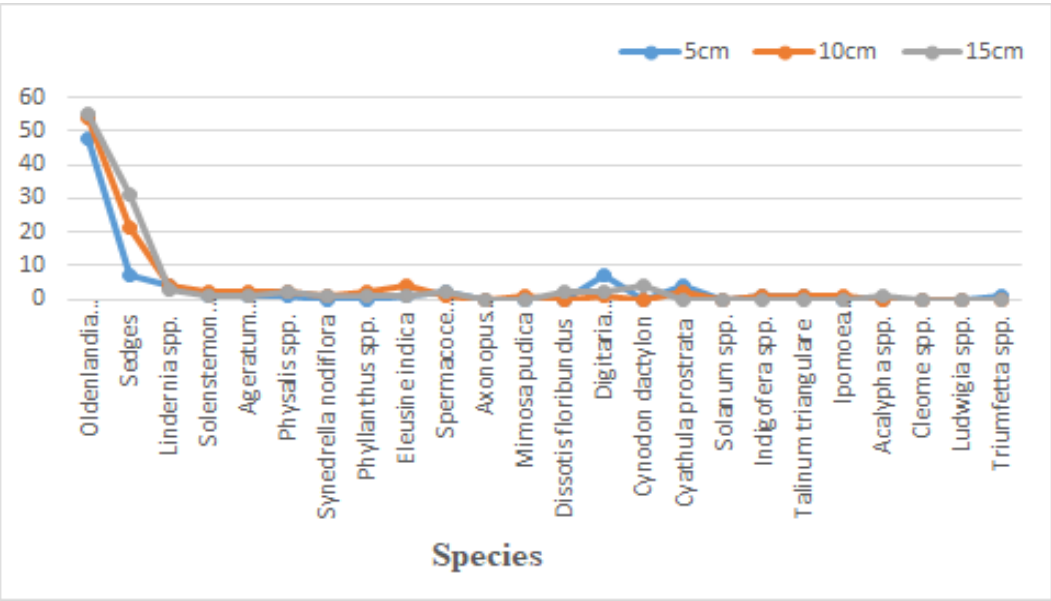 5cm 10cm 15cm
60
50
40
30
20
10
0
Oldenlandia...
Sedges
Lindernia spp.
Solenstemon...
Ageratum...
Physalis spp.
Synedrella nodiflora
Phyllanthus spp.
Eleusine indica
Spermacoce...
Axonopus...
Mimosa pudica
Dissotis floribundus
Digitaria...
Cynodon dactylon
Cyathula prostrata
Solanum spp.
Indigofera spp.
Talinum triangulare
Ipomoea...
Acalypha spp.
Cleome spp.
Ludwigia spp.
Triumfetta spp.
Species